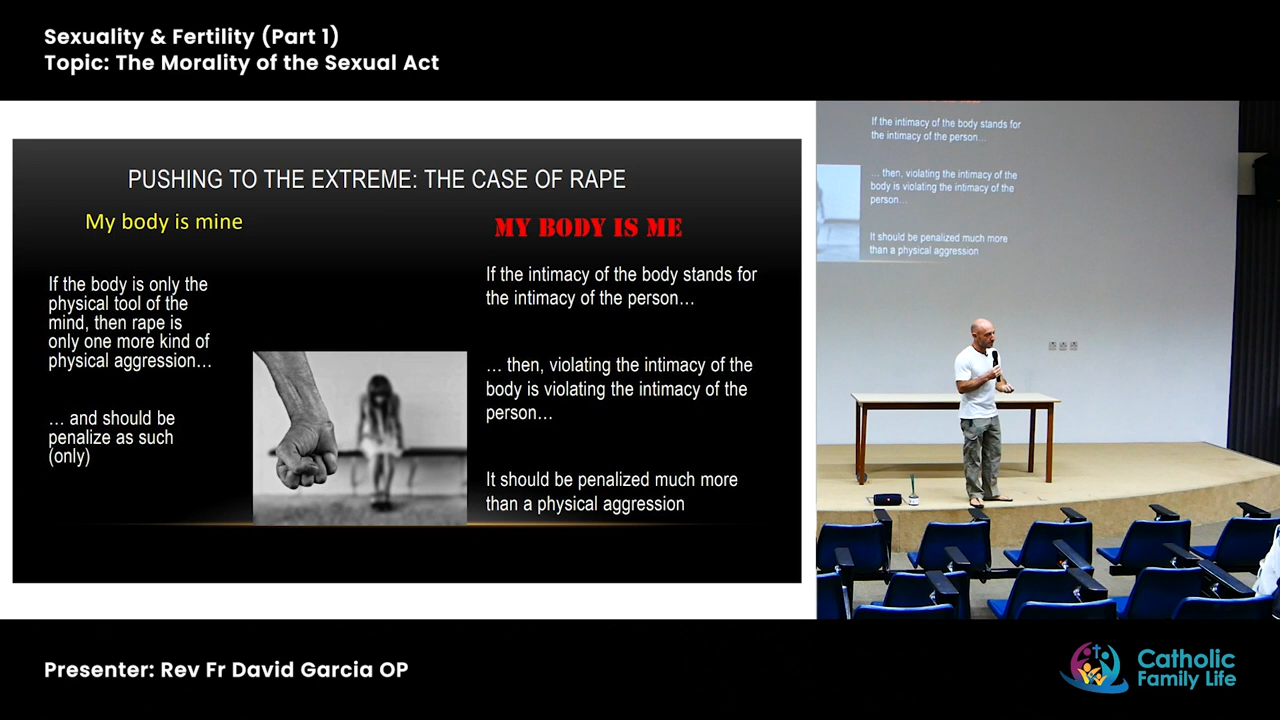 Sexuality & Fertility (Part 1)
Topic: The Morality of the Sexual Act
PUSHING TO THE EXTREME: THE CASE OF RAPE
My body is mine
If the body is only the
physical tool of the
mind, then rape is
only one more kind of
physical aggression…
… and should be
penalize as such
(only)
MY BODY IS ME
If the intimacy of the body stands for
the intimacy of the person…
… then, violating the intimacy of the
body is violating the intimacy of the
person…
It should be penalized much more
than a physical aggression
If the intimacy of the body stands for
the intimacy of the person…
… then, violating the intimacy of the
body is violating the intimacy of the
person…
It should be penalized much more
than a physical aggression
Presenter: Rev Fr David Garcia OP
Catholic
Family Life